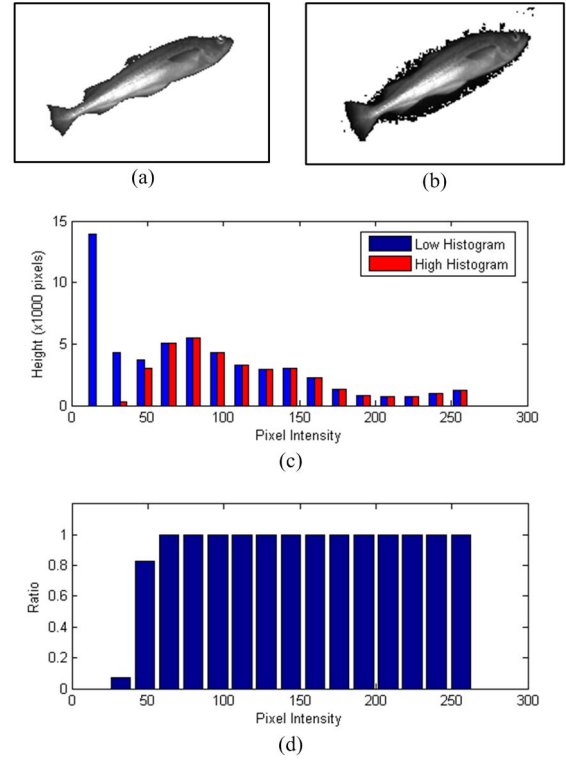 (a)
(b)
15
10
5
0
Height (x1000 pixels)
Low Histogram
High Histogram
0 50 100 150 200 250 300
Pixel Intensity
(c)
1
0.8
0.6
0.4
0.2
0
Ratio
0 50 100 150 200 250 300
Pixel Intensity
(d)